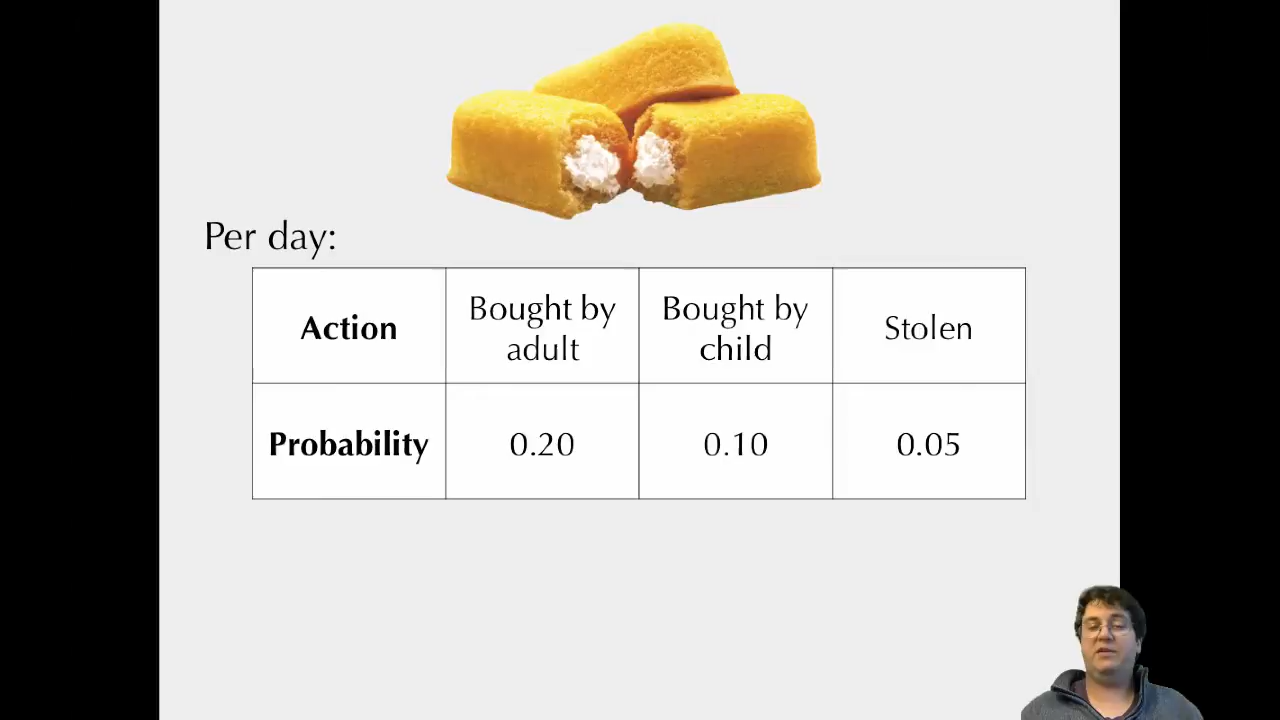 Per day:
Action
Bought by
adult
Bought by
child
Stolen
Probability
0.20
0.10
0.05